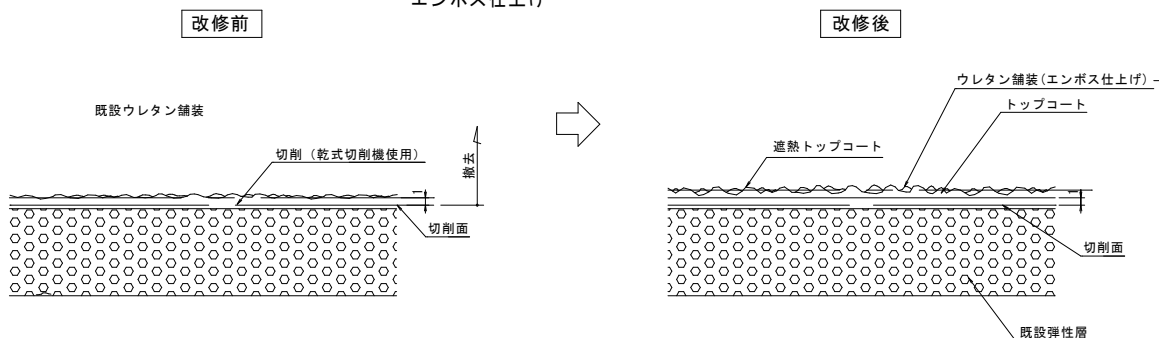 エンボス仕上げ
改修前
既設ウレタン舗装
切削（乾式切削機使用）
撤去
1
切削面
改修後
ウレタン舗装(エンボス仕上げ)
トップコート
遮熱トップコート
1
切削面
既設弾性層